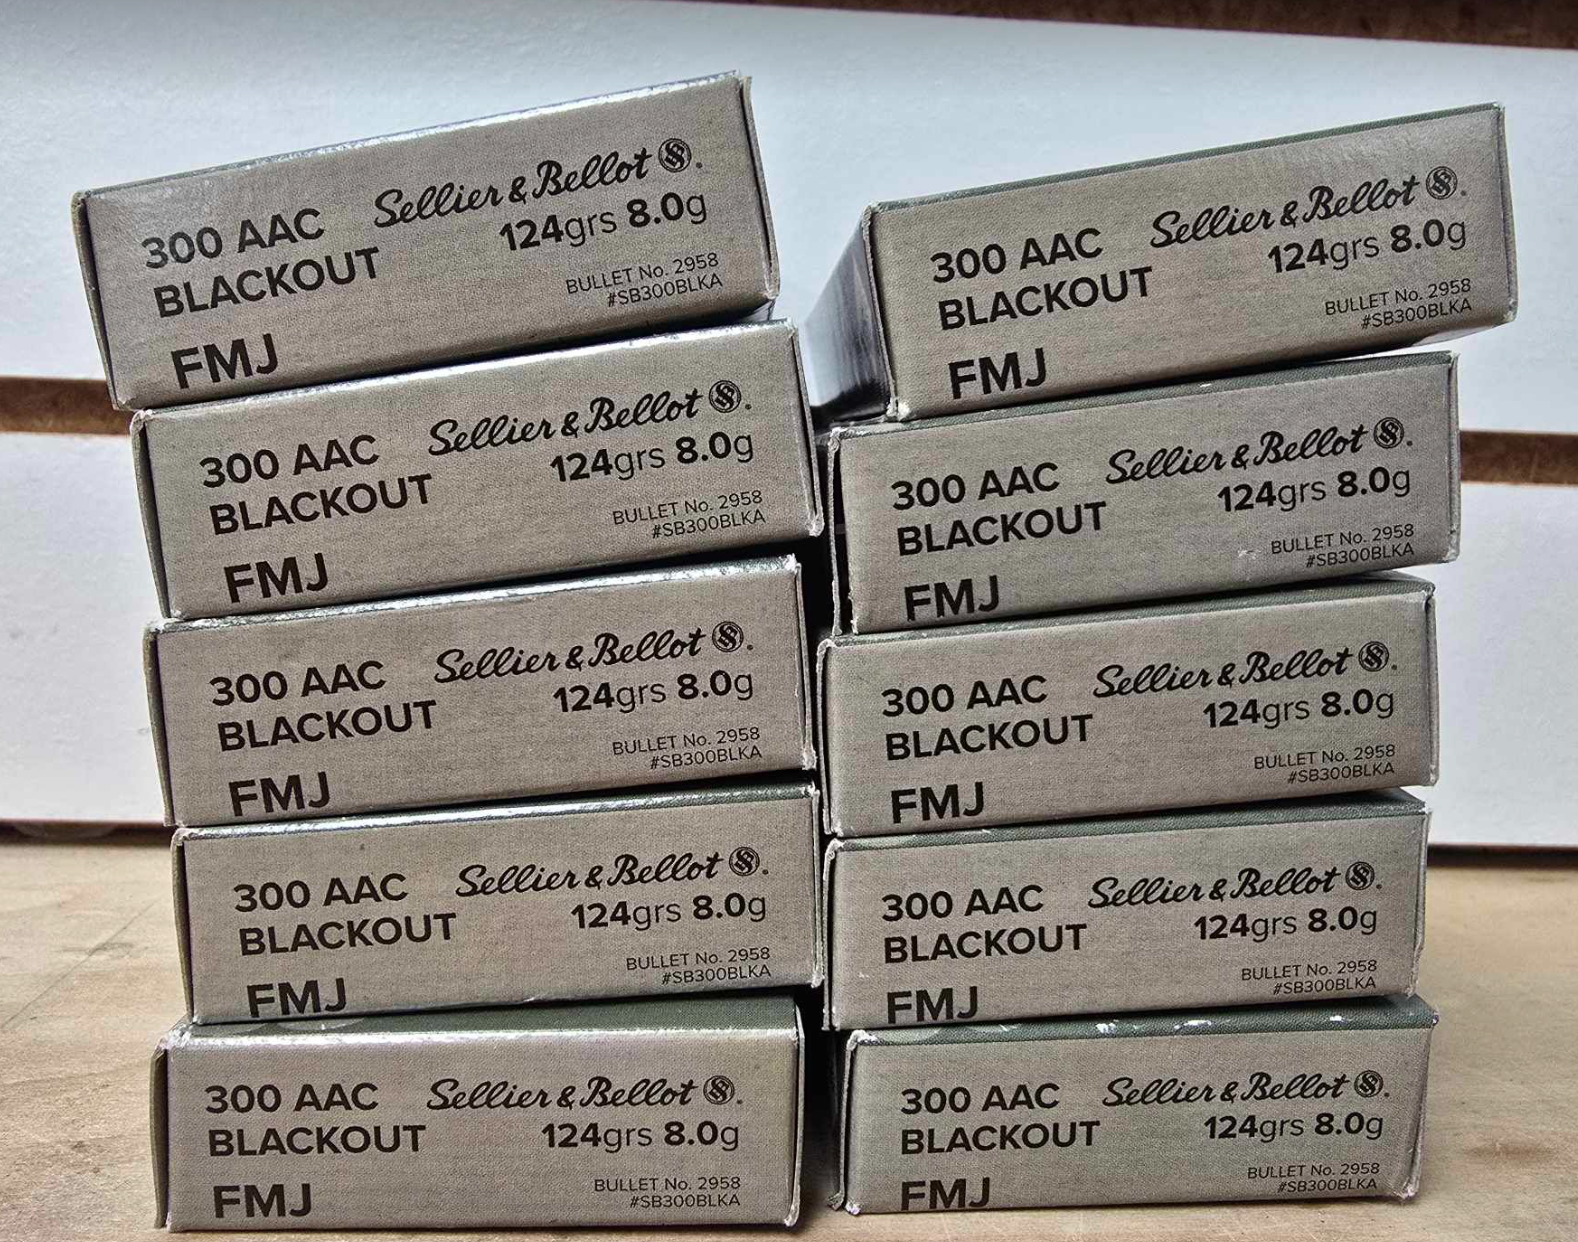 300 AAC
BLACKOUT
FMJ
Sellier & Bellot
124grs 8.0g
BULLET No. 2958
#SB300BLKA
300 AAC
BLACKOUT
FMJ
Sellier & Bellot
124grs 8.0g
BULLET No. 2958
#SB300BLKA
300 AAC
BLACKOUT
FMJ
Sellier & Bellot
124grs 8.0g
BULLET No. 2958
#SB300BLKA
300 AAC
BLACKOUT
FMJ
Sellier & Bellot
124grs 8.0g
BULLET No. 2958
#SB300BLKA
300 AAC
BLACKOUT
FMJ
Sellier & Bellot
124grs 8.0g
BULLET No. 2958
#SB300BLKA
300 AAC
BLACKOUT
FMJ
Sellier & Bellot
124grs 8.0g
BULLET No. 2958
#SB300BLKA
300 AAC
BLACKOUT
FMJ
Sellier & Bellot
124grs 8.0g
BULLET No. 2958
#SB300BLKA
300 AAC
BLACKOUT
FMJ
Sellier & Bellot
124grs 8.0g
BULLET No. 2958
#SB300BLKA
300 AAC
BLACKOUT
FMJ
Sellier & Bellot
124grs 8.0g
BULLET No. 2958
#SB300BLKA
300 AAC
BLACKOUT
FMJ
Sellier & Bellot
124grs 8.0g
BULLET No. 2958
#SB300BLKA